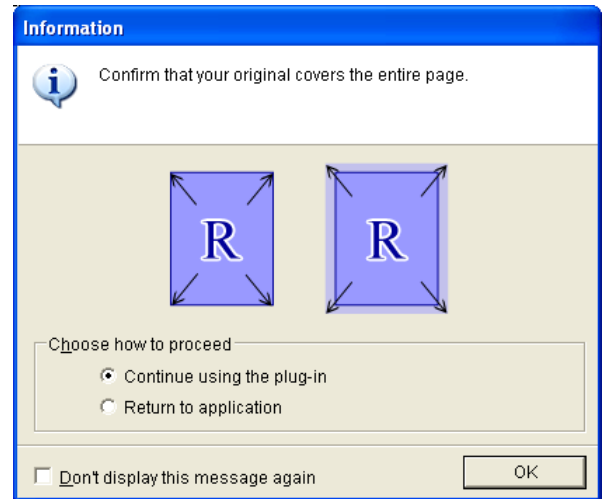 Information
Confirm that your original covers the entire page.
R R
Choose how to proceed
Continue using the plug-in
Return to application
Don't display this message again
OK